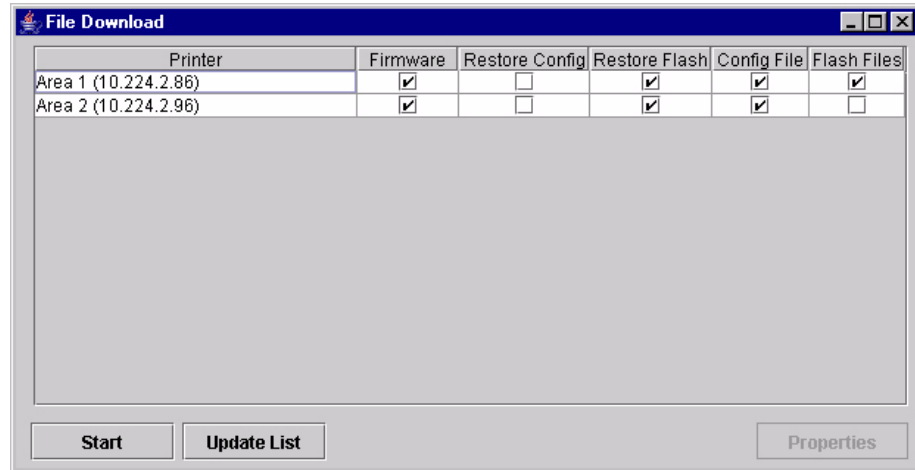 File Download
Printer Firmware Restore Config Restore Flash Config File Flash Files
Area 1 (10.224.2.86)
Area 2 (10.224.2.96)
Start Update List Properties